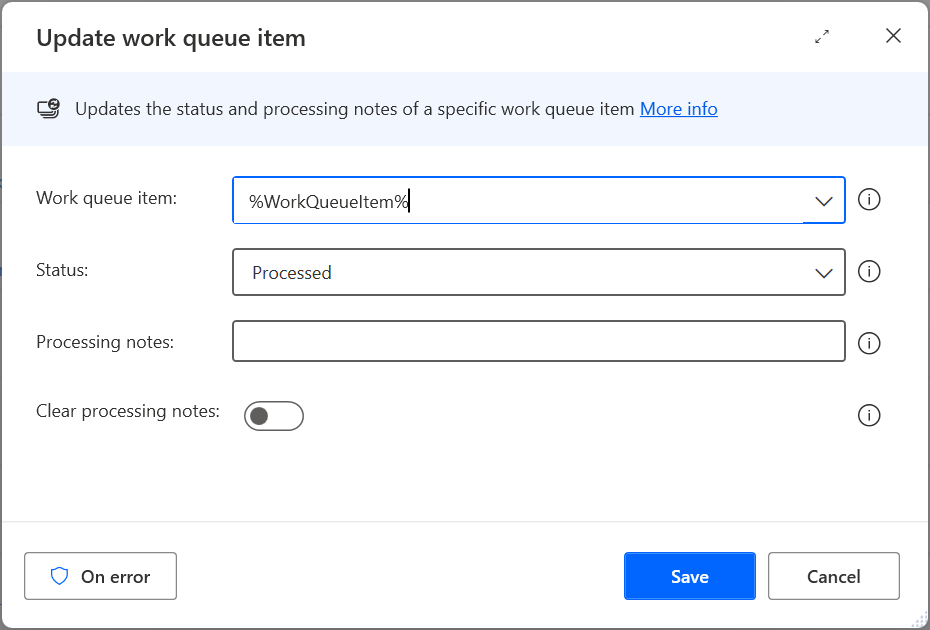 Update work queue item
Updates the status and processing notes of a specific work queue item More info
Work queue item:
%WorkQueueItem%
Status:
Processed
Processing notes:
Clear processing notes:
On error
Save
Cancel